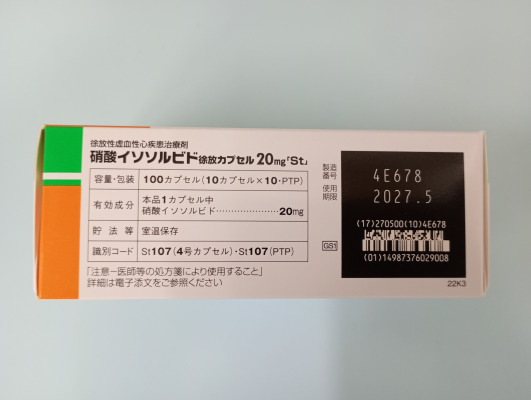 徐放性虚血性心疾患治療剤
硝酸イソソルビド徐放カプセル20mg「St」
容量・包装 100カプセル(10カプセル×10・PTP)
有効成分 本品1カプセル中
硝酸イソソルビド…………………20mg
貯法等 室温保存
識別コード St107(4号カプセル)・St107(PTP)
「注意-医師等の処方箋により使用すること」
詳細は電子添文をご参照ください
製造番号 4E678
使用期限 2027.5
(17)270500(10)4E678
GS1
(01)14987376029008
22K3